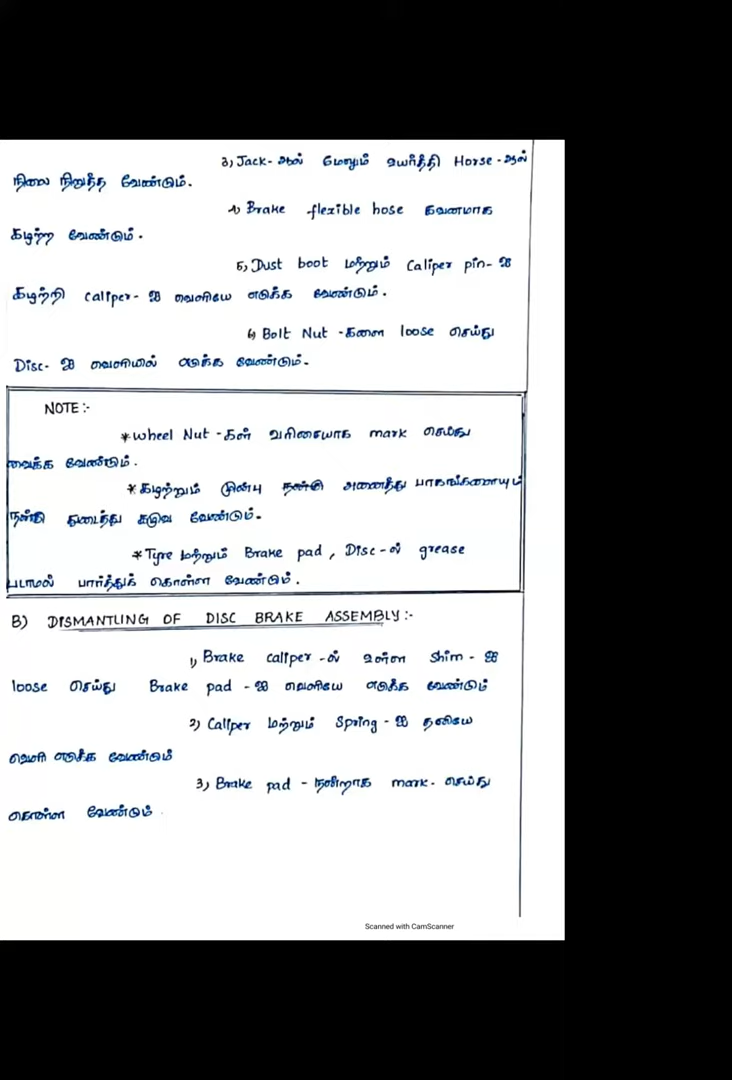 3) Jack-ஆல் மேலும் உயர்த்தி Horse-ஆல்
நிலை நிறுத்த வேண்டும்.
4) Brake flexible hose கவனமாக
கழற்ற வேண்டும்.
5) Dust boot மற்றும் Caliper pin-ஐ
கழற்றி caliper-ஐ வெளியே எடுக்க வேண்டும்.
6) Bolt Nut-களை loose செய்து
Disc-ஐ வெளியில் எடுக்க வேண்டும்.
NOTE:-
*Wheel Nut-கள் வரிசையாக mark செய்து
வைக்க வேண்டும்.
*கழற்றும் முன்பு நன்கு அனைத்து பாகங்களையும்
நன்கு துடைத்து கழுவ வேண்டும்.
*Tyre மற்றும் Brake pad, Disc-ல் grease
படாமல் பார்த்துக் கொள்ள வேண்டும்.
B) DISMANTLING OF DISC BRAKE ASSEMBLY:-
1) Brake caliper-ல் உள்ள Shim-ஐ
loose செய்து Brake pad-ஐ வெளியே எடுக்க வேண்டும்
2) Caliper மற்றும் Spring-ஐ தனியே
வெளி எடுக்க வேண்டும்
3) Brake pad-நன்றாக mark-செய்து
கொள்ள வேண்டும்.
Scanned with CamScanner